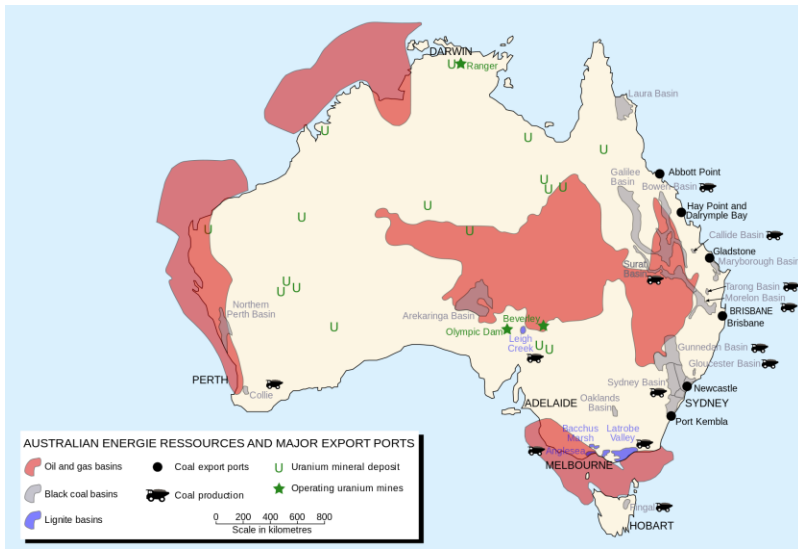 DARWIN
U Ranger
Laura Basin
U
U
U
Galilee
Basin
Abbott Point
Bowen Basin
U
U U
Hay Point and
Dalrymple Bay
U
U
U
U
Callide Basin
Gladstone
Maryborough Basin
Surat
Basin
U
U U
Tarong Basin
Morelon Basin
Northern
Perth Basin
Arekaringa Basin
Beverley
BRISBANE
Brisbane
U
Olympic Dam
Leigh
Creek
U
U
Gunnedan Basin
Gloucester Basin
PERTH
Collie
Sydney Basin
Newcastle
ADELAIDE
Oaklands
Basin
SYDNEY
Port Kembla
Bacchus
Marsh
Latrobe
Valley
Anglesea
MELBOURNE
Fingal
HOBART
AUSTRALIAN ENERGIE RESSOURCES AND MAJOR EXPORT PORTS
Oil and gas basins
Coal export ports
U Uranium mineral deposit
Black coal basins
Coal production
Operating uranium mines
Lignite basins
0 200 400 600 800
Scale in kilometres